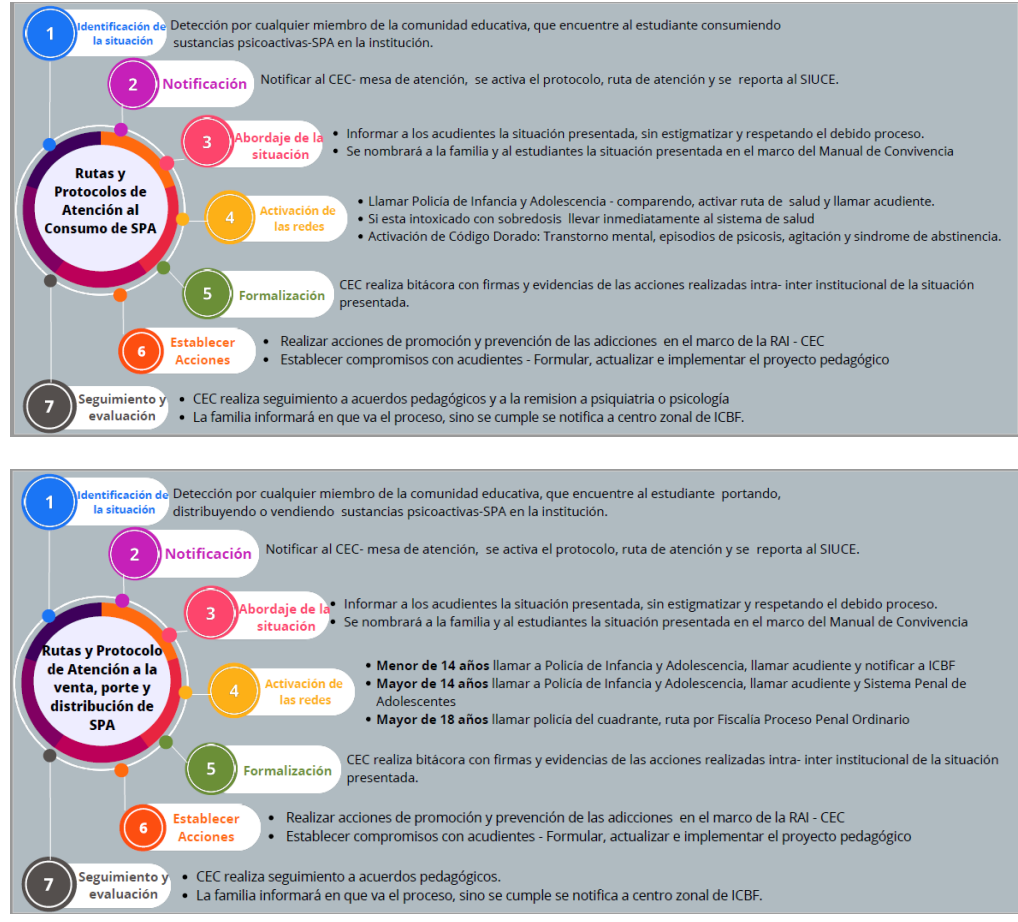 1
Identificación de
la situación
Detección por cualquier miembro de la comunidad educativa, que encuentre al estudiante consumiendo
sustancias psicoactivas-SPA en la institución.
2
Notificación
Notificar al CEC- mesa de atención, se activa el protocolo, ruta de atención y se reporta al SIUCE.
3
Abordaje de la
situación
• Informar a los acudientes la situación presentada, sin estigmatizar y respetando el debido proceso.
• Se nombrará a la familia y al estudiantes la situación presentada en el marco del Manual de Convivencia
Rutas y
Protocolos de
Atención al
Consumo de SPA
4
Activación de
las redes
• Llamar Policía de Infancia y Adolescencia - comparendo, activar ruta de salud y llamar acudiente.
• Si esta intoxicado con sobredosis llevar inmediatamente al sistema de salud
• Activación de Código Dorado: Transtorno mental, episodios de psicosis, agitación y sindrome de abstinencia.
5
Formalización
CEC realiza bitácora con firmas y evidencias de las acciones realizadas intra- inter institucional de la situación
presentada.
6
Establecer
Acciones
• Realizar acciones de promoción y prevención de las adicciones en el marco de la RAI - CEC
• Establecer compromisos con acudientes - Formular, actualizar e implementar el proyecto pedagógico
7
Seguimiento y
evaluación
• CEC realiza seguimiento a acuerdos pedagógicos y a la remision a psiquiatria o psicología
• La familia informará en que va el proceso, sino se cumple se notifica a centro zonal de ICBF.
1
Identificación de
la situación
Detección por cualquier miembro de la comunidad educativa, que encuentre al estudiante portando,
distribuyendo o vendiendo sustancias psicoactivas-SPA en la institución.
2
Notificación
Notificar al CEC- mesa de atención, se activa el protocolo, ruta de atención y se reporta al SIUCE.
3
Abordaje de la
situación
• Informar a los acudientes la situación presentada, sin estigmatizar y respetando el debido proceso.
• Se nombrará a la familia y al estudiantes la situación presentada en el marco del Manual de Convivencia
Rutas y Protocolo
de Atención a la
venta, porte y
distribución de
SPA
4
Activación de
las redes
• Menor de 14 años llamar a Policía de Infancia y Adolescencia, llamar acudiente y notificar a ICBF
• Mayor de 14 años llamar a Policía de Infancia y Adolescencia, llamar acudiente y Sistema Penal de
Adolescentes
• Mayor de 18 años llamar policia del cuadrante, ruta por Fiscalía Proceso Penal Ordinario
5
Formalización
CEC realiza bitácora con firmas y evidencias de las acciones realizadas intra- inter institucional de la situación
presentada.
6
Establecer
Acciones
• Realizar acciones de promoción y prevención de las adicciones en el marco de la RAI - CEC
• Establecer compromisos con acudientes - Formular, actualizar e implementar el proyecto pedagógico
7
Seguimiento y
evaluación
• CEC realiza seguimiento a acuerdos pedagógicos.
• La familia informará en que va el proceso, sino se cumple se notifica a centro zonal de ICBF.